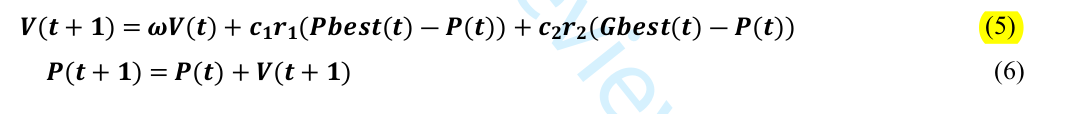 V(t + 1) = ωV(t) + c₁r₁(Pbest(t) − P(t)) + c₂r₂(Gbest(t) − P(t)) (5)
P(t + 1) = P(t) + V(t + 1) (6)